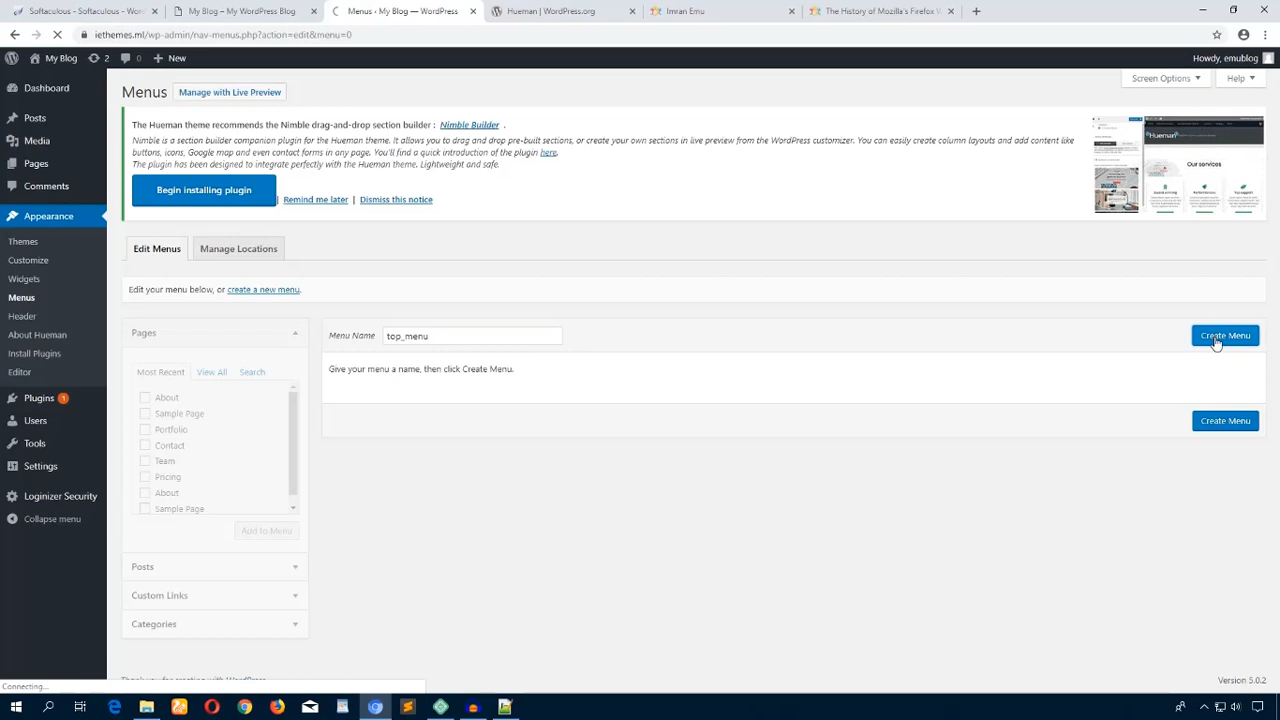 Softaculous - Softaculous - Sof
My Blog – WordPress
Menus ‹ My Blog — WordPress
Hueman | WordPress.org
Imran Emu
The History of Mozilla's Firefox
iethemes.ml/wp-admin/nav-menus.php?action=edit&menu=0
My Blog
2
0
New
Howdy, emublog
Dashboard
Posts
Media
Pages
Comments
Appearance
Themes
Customize
Widgets
Menus
Header
About Hueman
Install Plugins
Editor
Plugins 1
Users
Tools
Settings
Loginizer Security
Collapse menu
Screen Options
Help
Menus
Manage with Live Preview
The Hueman theme recommends the Nimble drag-and-drop section builder : Nimble Builder
Nimble is a section builder companion plugin for the Hueman theme. It allows you to drag and drop pre-built sections, or create your own sections in live preview from the WordPress customizer. You can easily create column layouts and add content like
buttons, icons, Google map and even contact forms in any page. You'll find a quick introduction of the plugin here.
The plugin has been designed to integrate perfectly with the Hueman theme. Lightweight and safe.
Begin installing plugin
| Remind me later | Dismiss this notice
Hueman
Our services
Edit Menus
Manage Locations
Edit your menu below, or create a new menu.
Pages
Most Recent
View All
Search
About
Sample Page
Portfolio
Contact
Team
Pricing
About
Sample Page
Add to Menu
Posts
Custom Links
Categories
Menu Name
top_menu
Create Menu
Give your menu a name, then click Create Menu.
Create Menu
Version 5.0.2
Connecting...